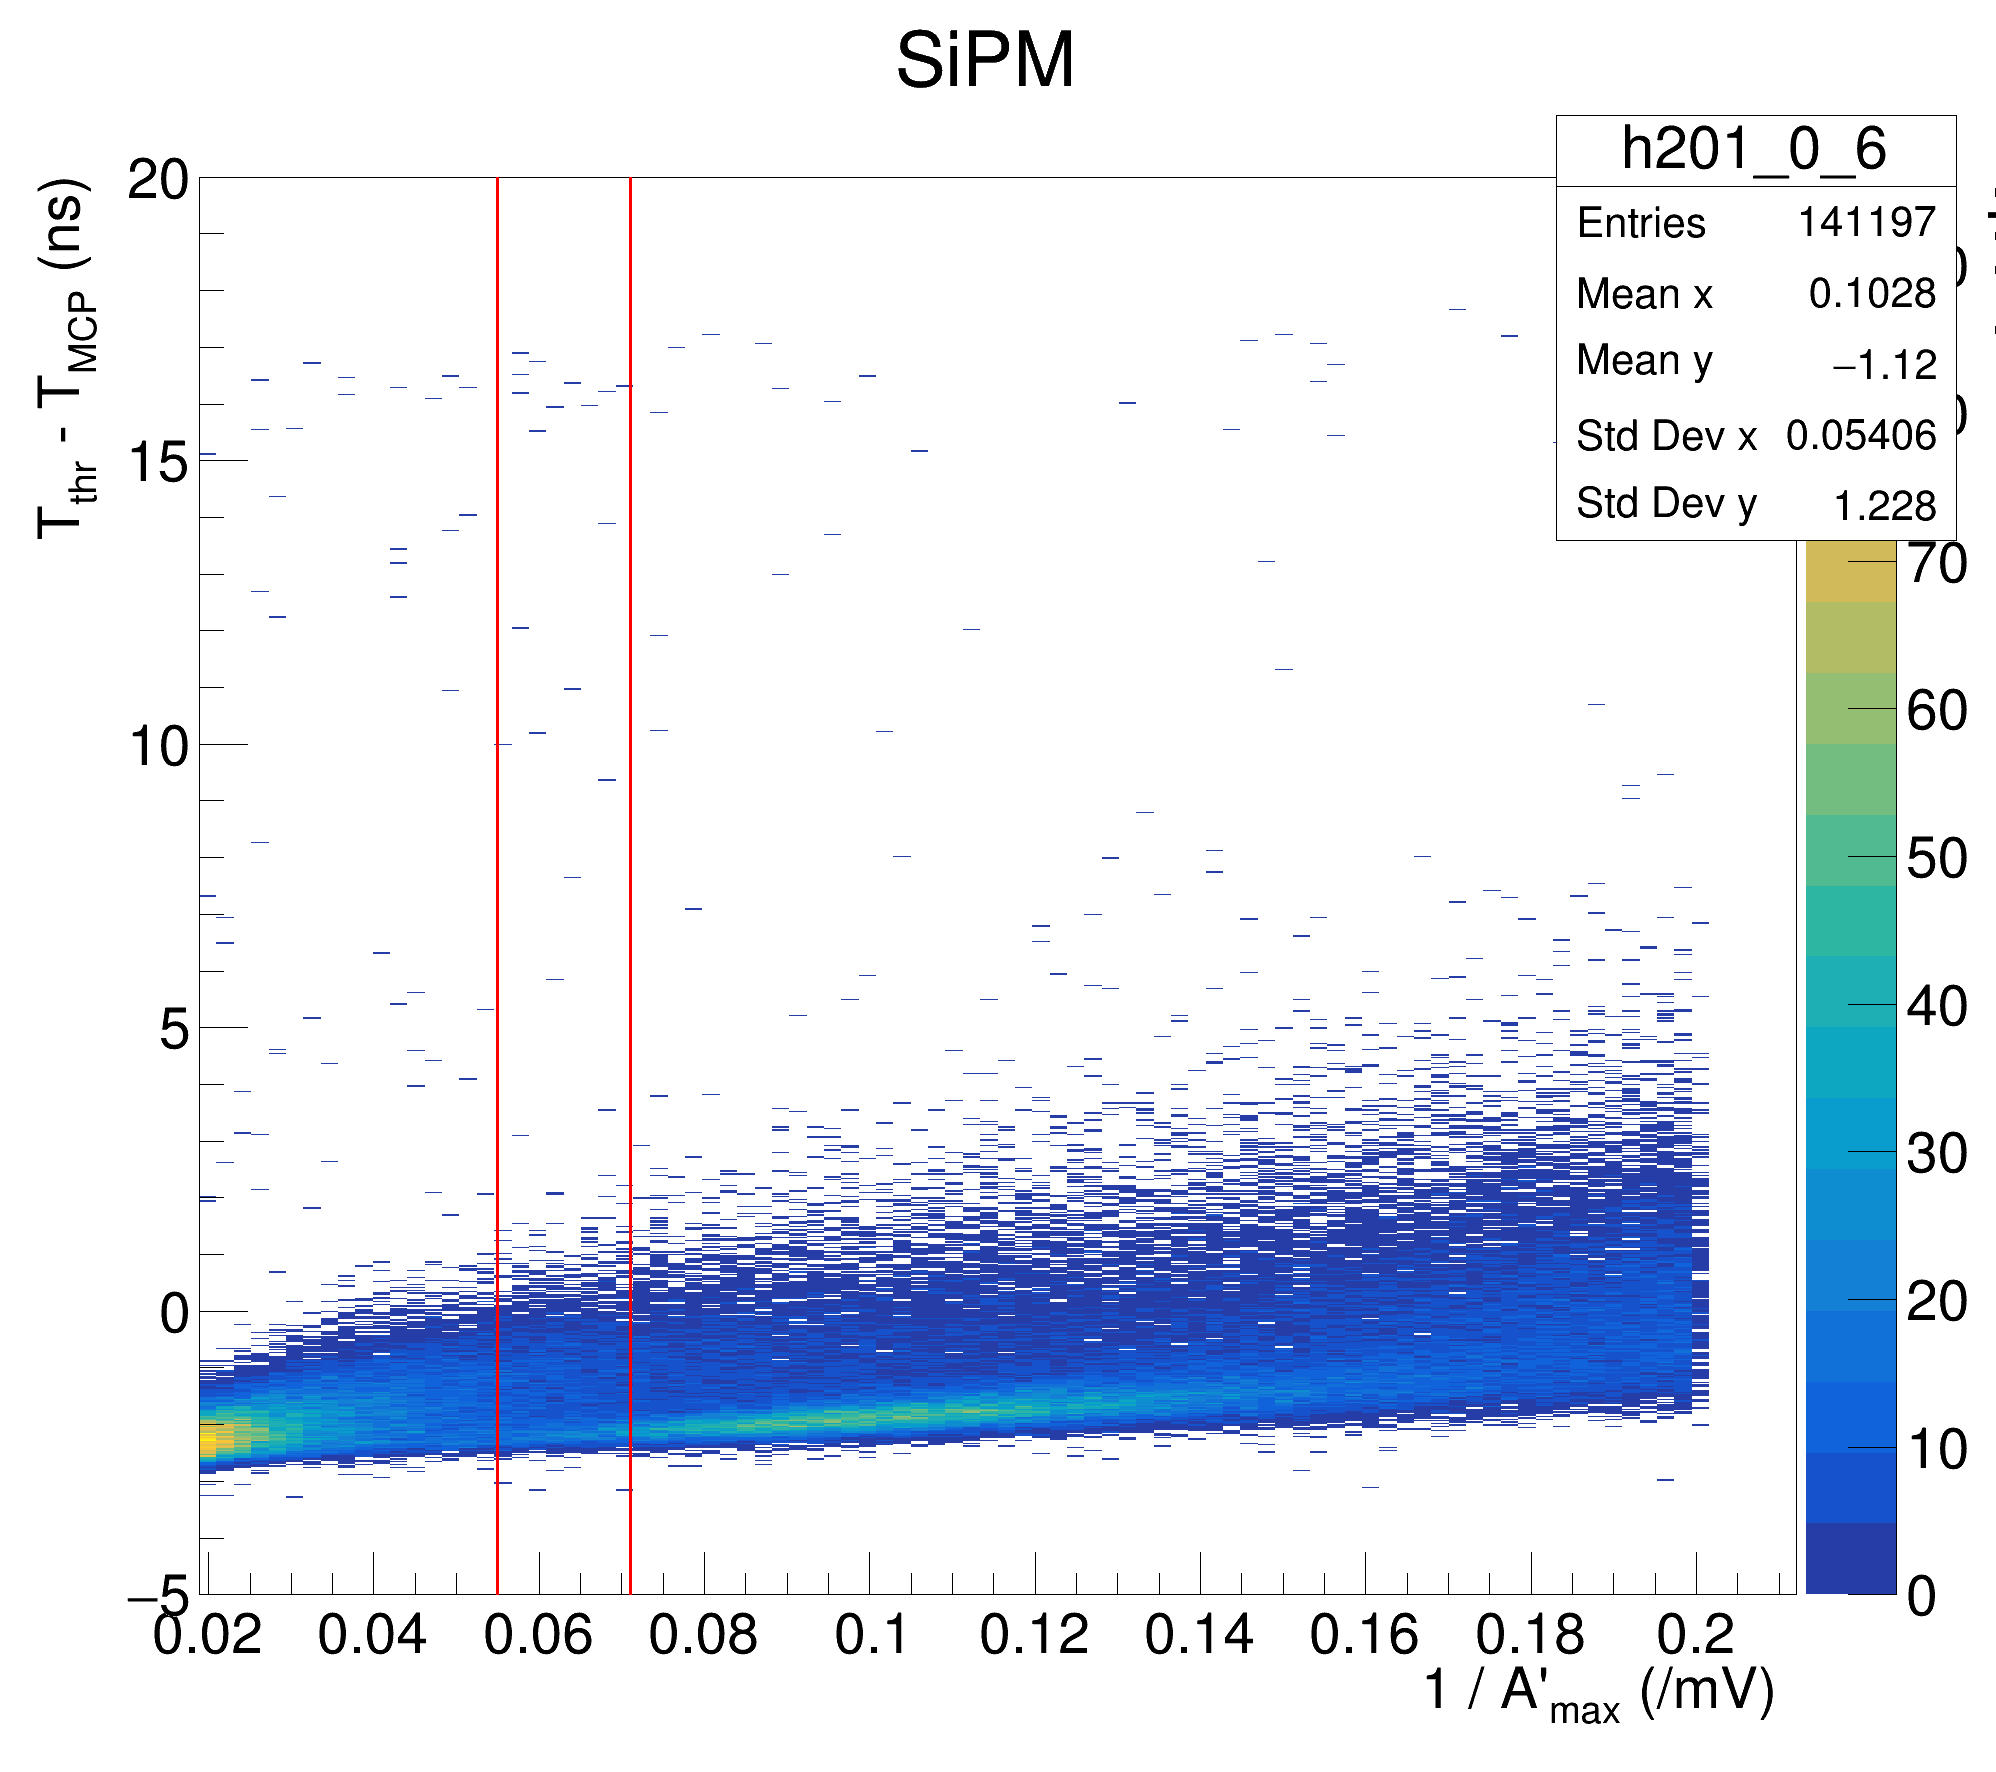 SiPM
h201_0_6
Entries 141197
Mean x 0.1028
Mean y −1.12
Std Dev x 0.05406
Std Dev y 1.228
T_thr - T_MCP (ns)
20
15
10
5
0
−5
0.02 0.04 0.06 0.08 0.1 0.12 0.14 0.16 0.18 0.2
1 / A'_max (/mV)
70
60
50
40
30
20
10
0